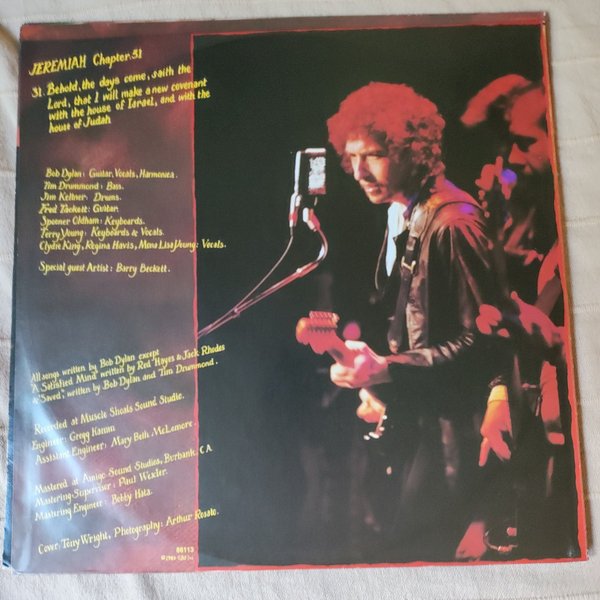 JEREMIAH Chapter.31
31. Behold, the days come, saith the
Lord, that I will make a new covenant
with the house of Israel, and with the
house of Judah
Bob Dylan: Guitar, Vocals, Harmonica.
Tim Drummond: Bass.
Jim Keltner: Drums.
Fred Tackett: Guitar.
Spooner Oldham: Keyboards.
Terry Young: Keyboards & Vocals.
Clydie King, Regina Havis, Mona Lisa Young: Vocals.
Special guest Artist: Barry Beckett.
All songs written by Bob Dylan except
"A Satisfied Mind" written by Red Hayes & Jack Rhodes
& "Saved", written by Bob Dylan and Tim Drummond.
Recorded at Muscle Shoals Sound Studio.
Engineer: Gregg Hamm
Assistant Engineer: Mary Beth McLemore.
Mastered at Amigo Sound Studios, Burbank, CA
Mastering Supervisor: Paul Wexler.
Mastering Engineer: Bobby Hata.
Cover: Tony Wright, Photography: Arthur Rosato.
86113